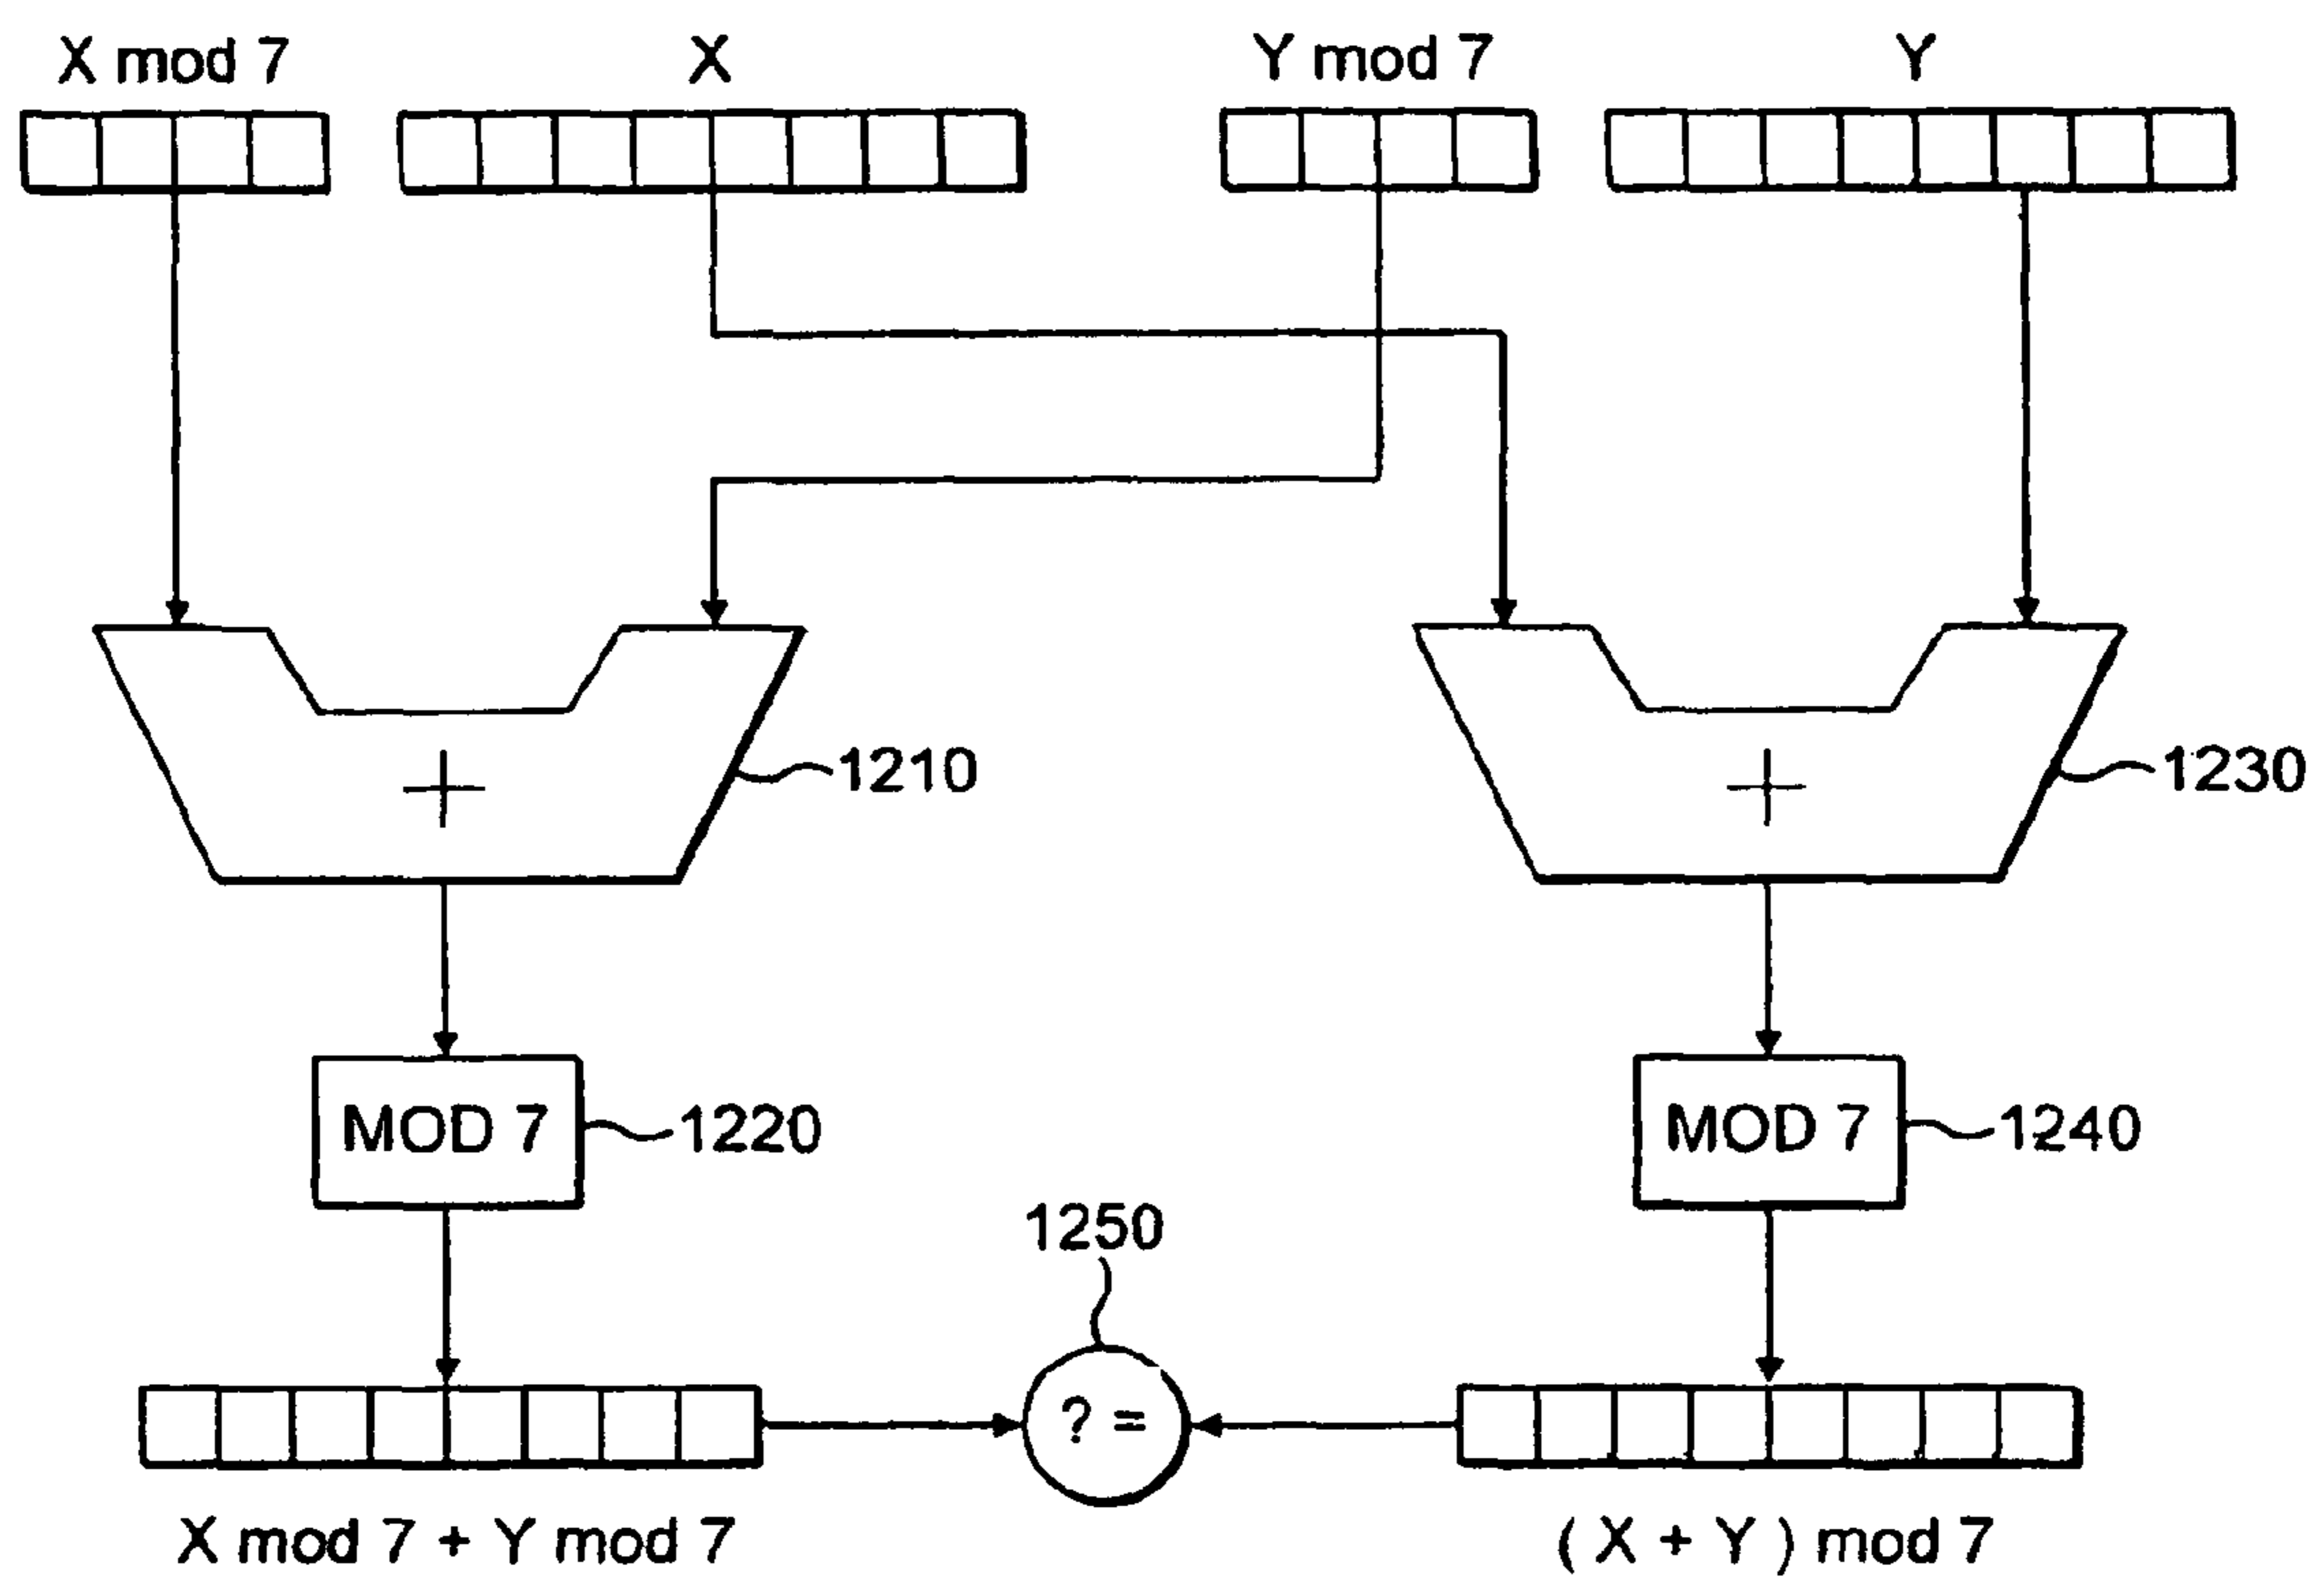 X mod 7
X
Y mod 7
Y
+
1210
+
1230
MOD 7
1220
MOD 7
1240
1250
? =
X mod 7 + Y mod 7
( X + Y ) mod 7